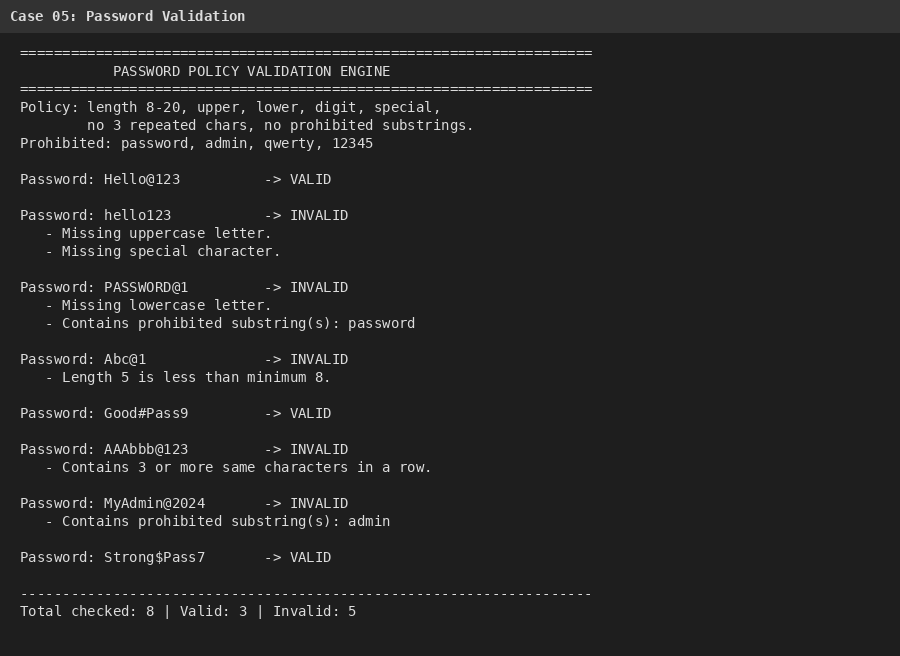 Case 05: Password Validation
====================================================================
           PASSWORD POLICY VALIDATION ENGINE
====================================================================
Policy: length 8-20, upper, lower, digit, special,
        no 3 repeated chars, no prohibited substrings.
Prohibited: password, admin, qwerty, 12345
Password: Hello@123          -> VALID
Password: hello123           -> INVALID
   - Missing uppercase letter.
   - Missing special character.
Password: PASSWORD@1         -> INVALID
   - Missing lowercase letter.
   - Contains prohibited substring(s): password
Password: Abc@1              -> INVALID
   - Length 5 is less than minimum 8.
Password: Good#Pass9         -> VALID
Password: AAAbbb@123         -> INVALID
   - Contains 3 or more same characters in a row.
Password: MyAdmin@2024       -> INVALID
   - Contains prohibited substring(s): admin
Password: Strong$Pass7       -> VALID
--------------------------------------------------------------------
Total checked: 8 | Valid: 3 | Invalid: 5